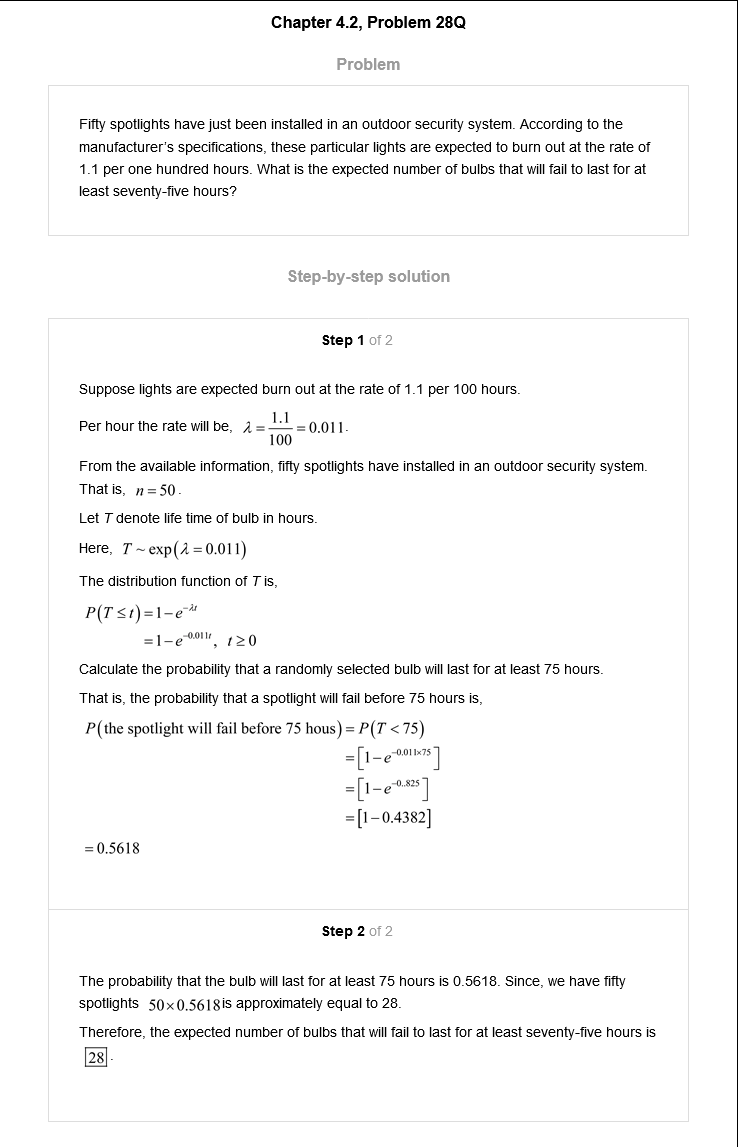 Chapter 4.2, Problem 28Q
Problem
Fifty spotlights have just been installed in an outdoor security system. According to the
manufacturer's specifications, these particular lights are expected to burn out at the rate of
1.1 per one hundred hours. What is the expected number of bulbs that will fail to last for at
least seventy-five hours?
Step-by-step solution
Step 1 of 2
Suppose lights are expected burn out at the rate of 1.1 per 100 hours.
Per hour the rate will be, λ = 1.1/100 = 0.011.
From the available information, fifty spotlights have installed in an outdoor security system.
That is, n = 50.
Let T denote life time of bulb in hours.
Here, T ~ exp(λ = 0.011)
The distribution function of T is,
P(T ≤ t) = 1 − e^{−λt}
= 1 − e^{−0.011t}, t ≥ 0
Calculate the probability that a randomly selected bulb will last for at least 75 hours.
That is, the probability that a spotlight will fail before 75 hours is,
P(the spotlight will fail before 75 hous) = P(T < 75)
= [1 − e^{−0.011×75}]
= [1 − e^{−0..825}]
= [1 − 0.4382]
= 0.5618
Step 2 of 2
The probability that the bulb will last for at least 75 hours is 0.5618. Since, we have fifty
spotlights 50×0.5618 is approximately equal to 28.
Therefore, the expected number of bulbs that will fail to last for at least seventy-five hours is
28.